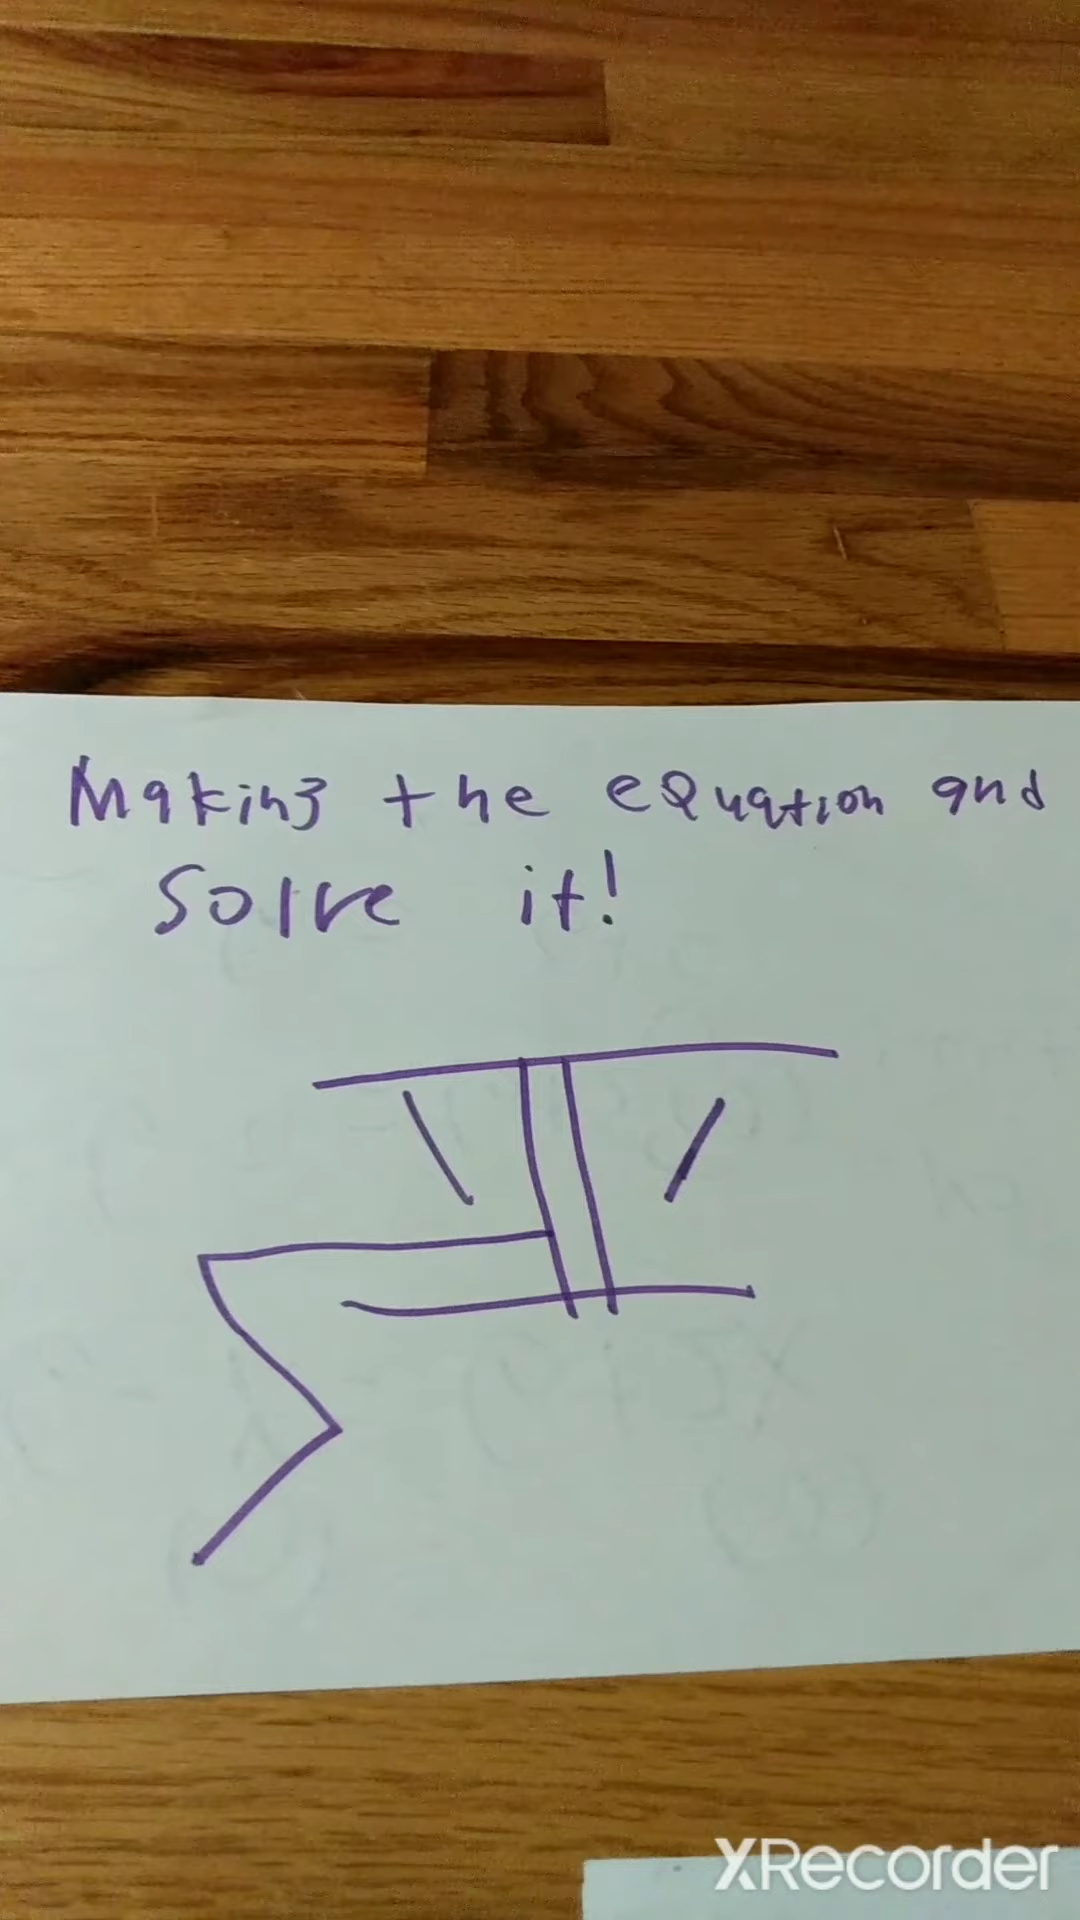 Making the equation and
solve it!
XRecorder